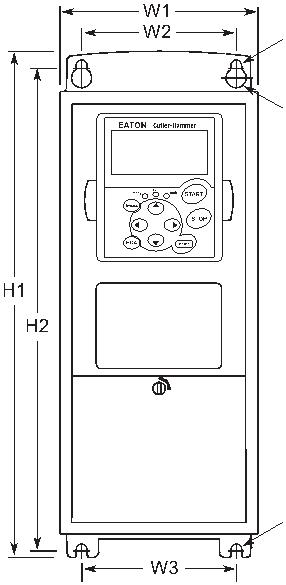 W1
W2
EATON Cutler-Hammer
START
STOP
H1
H2
W3